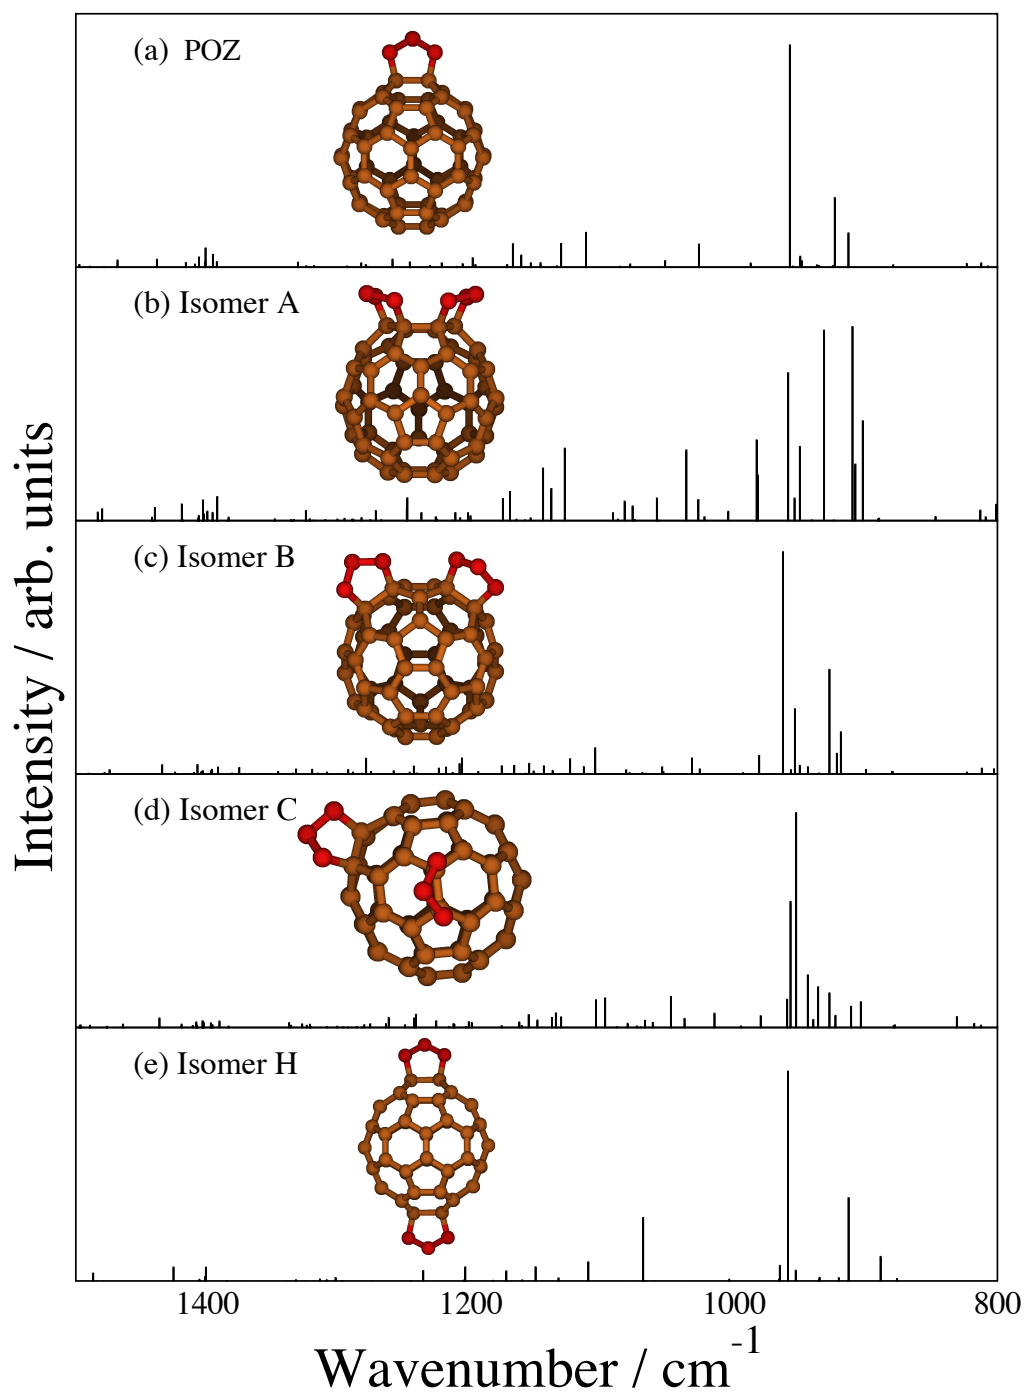 (a) POZ
(b) Isomer A
(c) Isomer B
(d) Isomer C
(e) Isomer H
Intensity / arb. units
1400 1200 1000 800
Wavenumber / cm-1